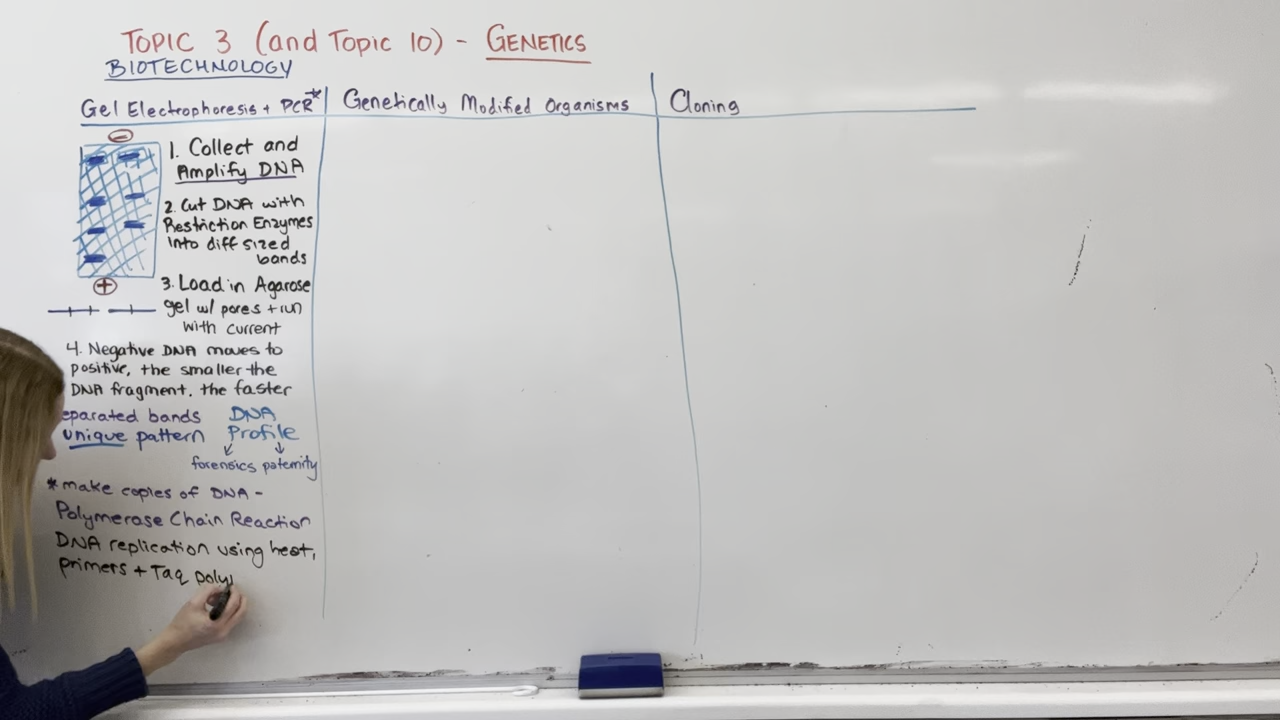 TOPIC 3 (and Topic 10) - GENETICS
BIOTECHNOLOGY
Gel Electrophoresis + PCR*
Genetically Modified Organisms
Cloning
−
+
1. Collect and
Amplify DNA
2. Cut DNA with
Restriction Enzymes
into diff sized
bands
3. Load in Agarose
gel w/ pores + run
with current
4. Negative DNA moves to
positive, the smaller the
DNA fragment, the faster
eparated bands
unique pattern
DNA
Profile
forensics paternity
*make copies of DNA -
Polymerase Chain Reaction
DNA replication using heat,
primers + Taq poly